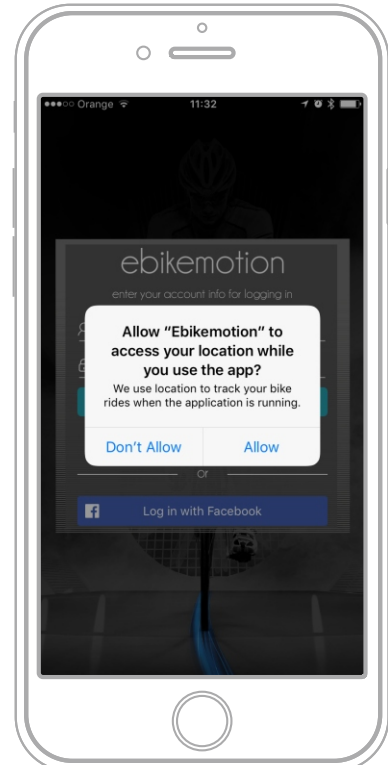 Orange 11:32
ebikemotion
enter your account info for logging in
Allow “Ebikemotion” to
access your location while
you use the app?
We use location to track your bike
rides when the application is running.
Don’t Allow Allow
Or
Log in with Facebook